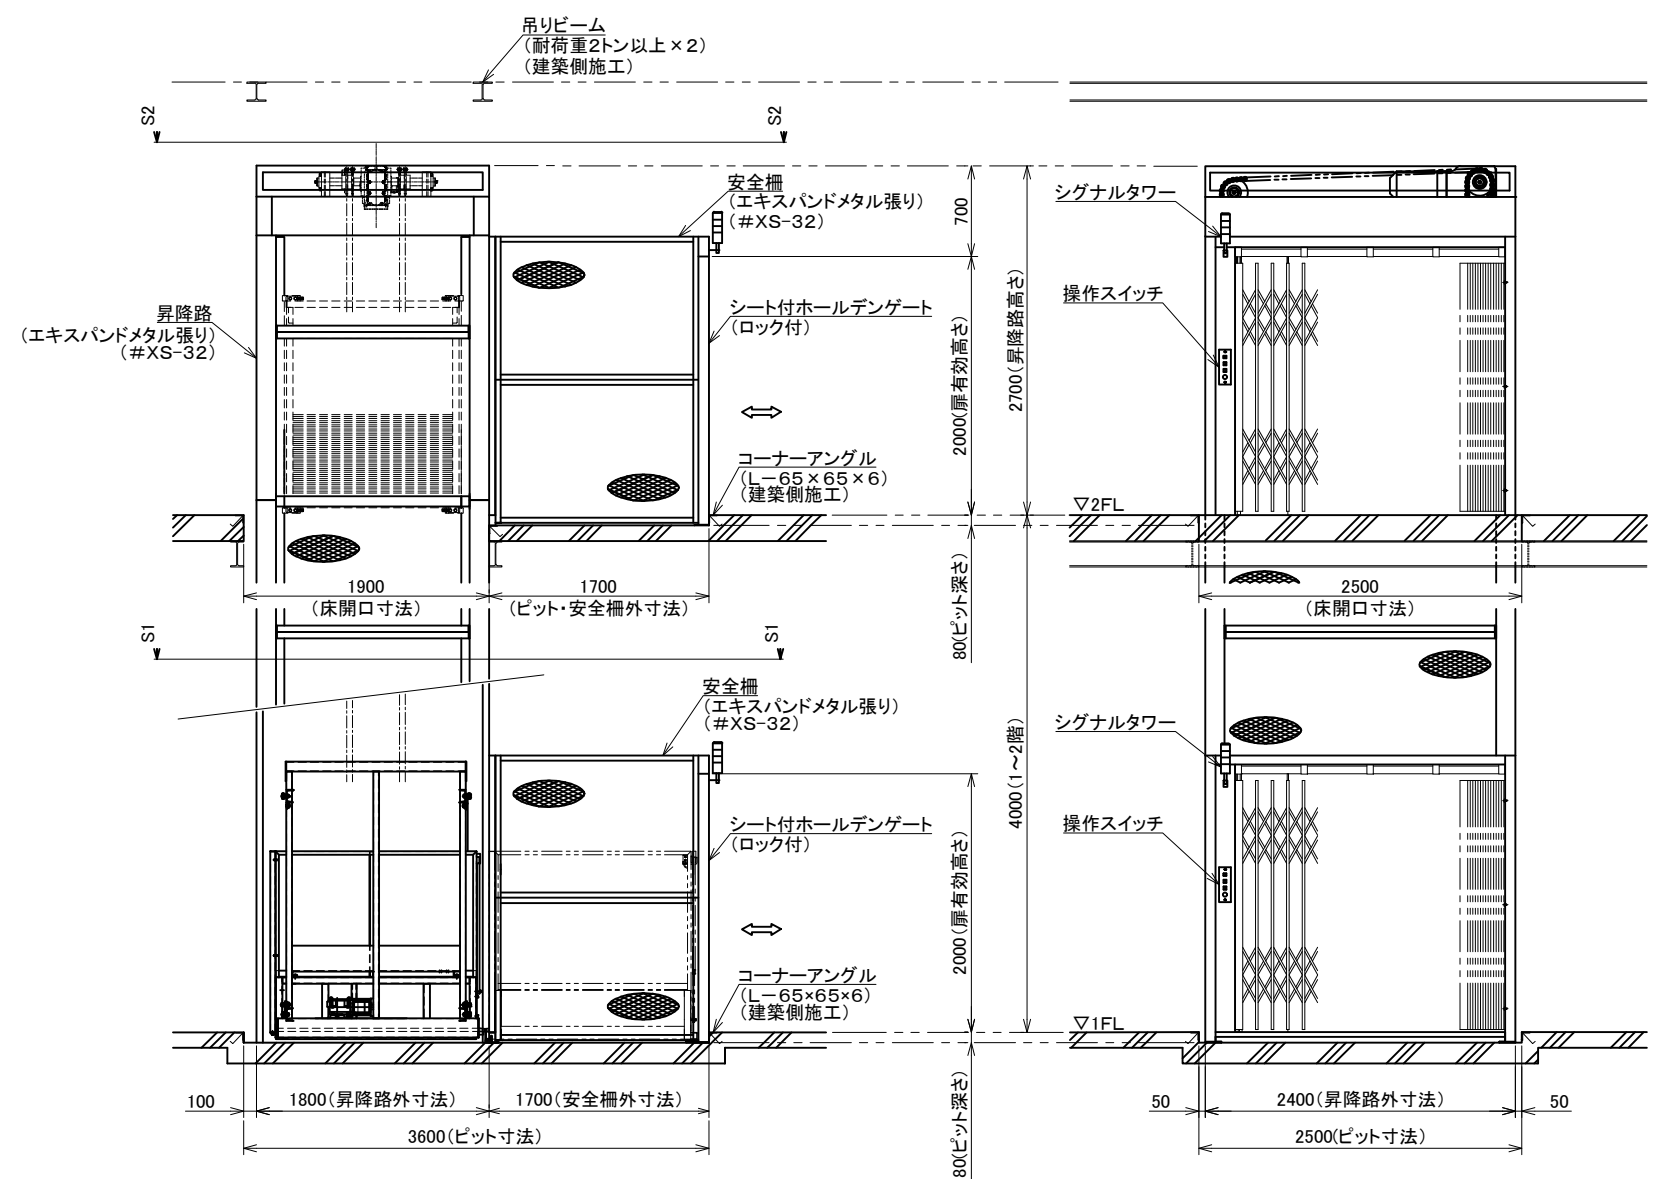 吊りビーム
（耐荷重2トン以上×2）
（建築側施工）
S2
S2
安全柵
（エキスパンドメタル張り）
（＃XS-32）
昇降路
（エキスパンドメタル張り）
（＃XS-32）
シート付ホールデンゲート
（ロック付）
コーナーアングル
（L－65×65×6）
（建築側施工）
700
2000（扉有効高さ）
2700（昇降路高さ）
80（ピット深さ）
シグナルタワー
操作スイッチ
▽2FL
1900
（床開口寸法）
1700
（ピット・安全柵外寸法）
2500
（床開口寸法）
S1
S1
安全柵
（エキスパンドメタル張り）
（＃XS-32）
シート付ホールデンゲート
（ロック付）
コーナーアングル
（L－65×65×6）
（建築側施工）
4000（1～2階）
2000（扉有効高さ）
80（ピット深さ）
シグナルタワー
操作スイッチ
▽1FL
100
1800（昇降路外寸法）
1700（安全柵外寸法）
3600（ピット寸法）
50
2400（昇降路外寸法）
50
2500（ピット寸法）